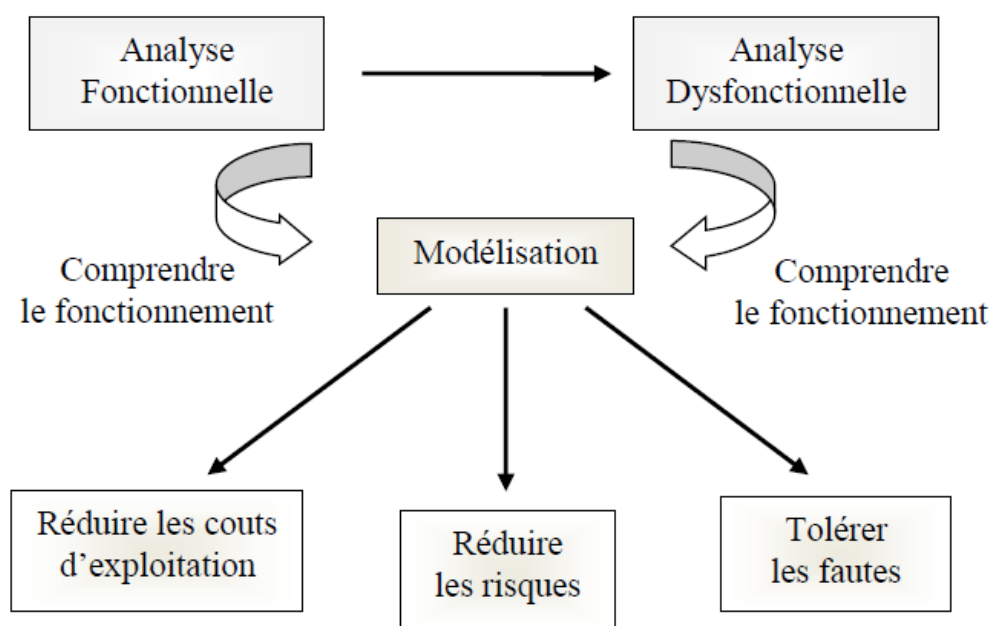 Analyse
Fonctionnelle
Analyse
Dysfonctionnelle
Modélisation
Comprendre
le fonctionnement
Comprendre
le fonctionnement
Réduire les couts
d’exploitation
Réduire
les risques
Tolérer
les fautes